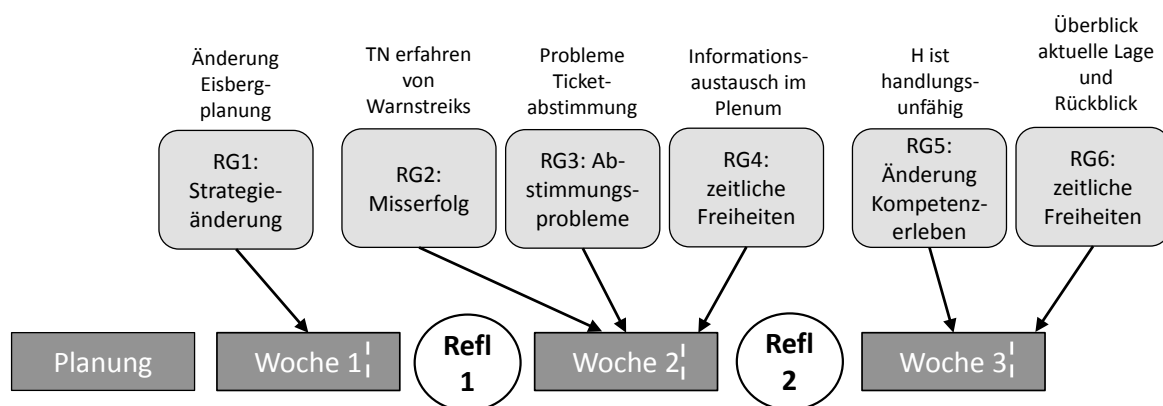 Änderung
Eisberg-
planung
TN erfahren
von
Warnstreiks
Probleme
Ticket-
abstimmung
Informations-
austausch im
Plenum
H ist
handlungs-
unfähig
Überblick
aktuelle Lage
und
Rückblick
RG1:
Strategie-
änderung
RG2:
Misserfolg
RG3: Ab-
stimmungs-
probleme
RG4:
zeitliche
Freiheiten
RG5:
Änderung
Kompetenz-
erleben
RG6:
zeitliche
Freiheiten
Planung
Woche 1
Refl
1
Woche 2
Refl
2
Woche 3